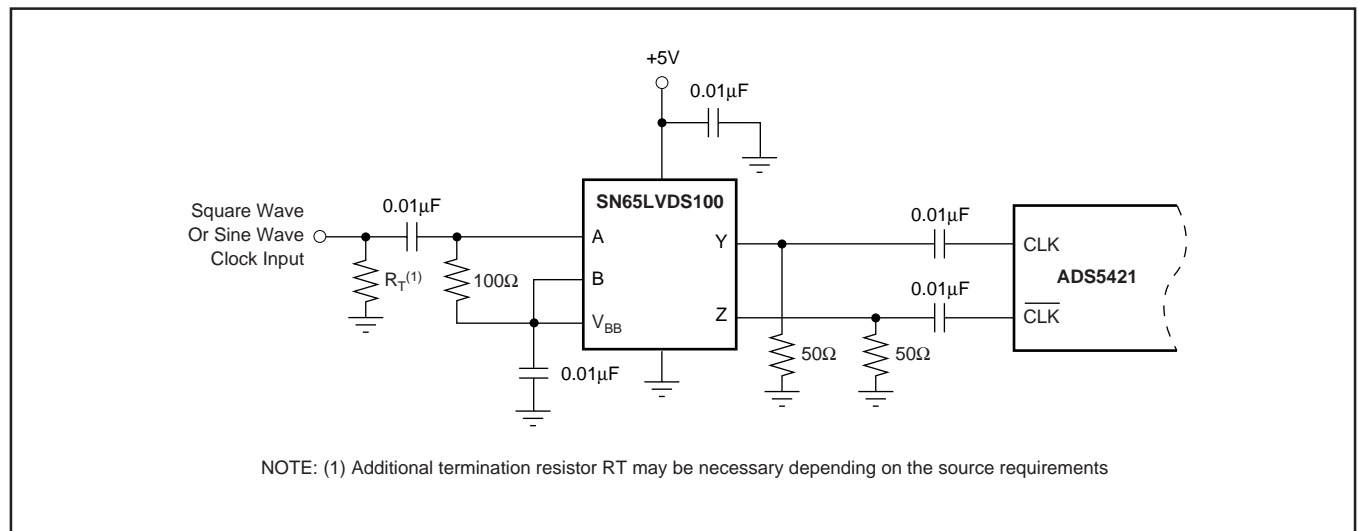 +5V
0.01μF
SN65LVDS100
Square Wave
Or Sine Wave
Clock Input
0.01μF
R_T(1)
100Ω
A
B
V_BB
0.01μF
Y
Z
0.01μF
0.01μF
50Ω
50Ω
CLK
ADS5421
C̅L̅K̅
NOTE: (1) Additional termination resistor RT may be necessary depending on the source requirements